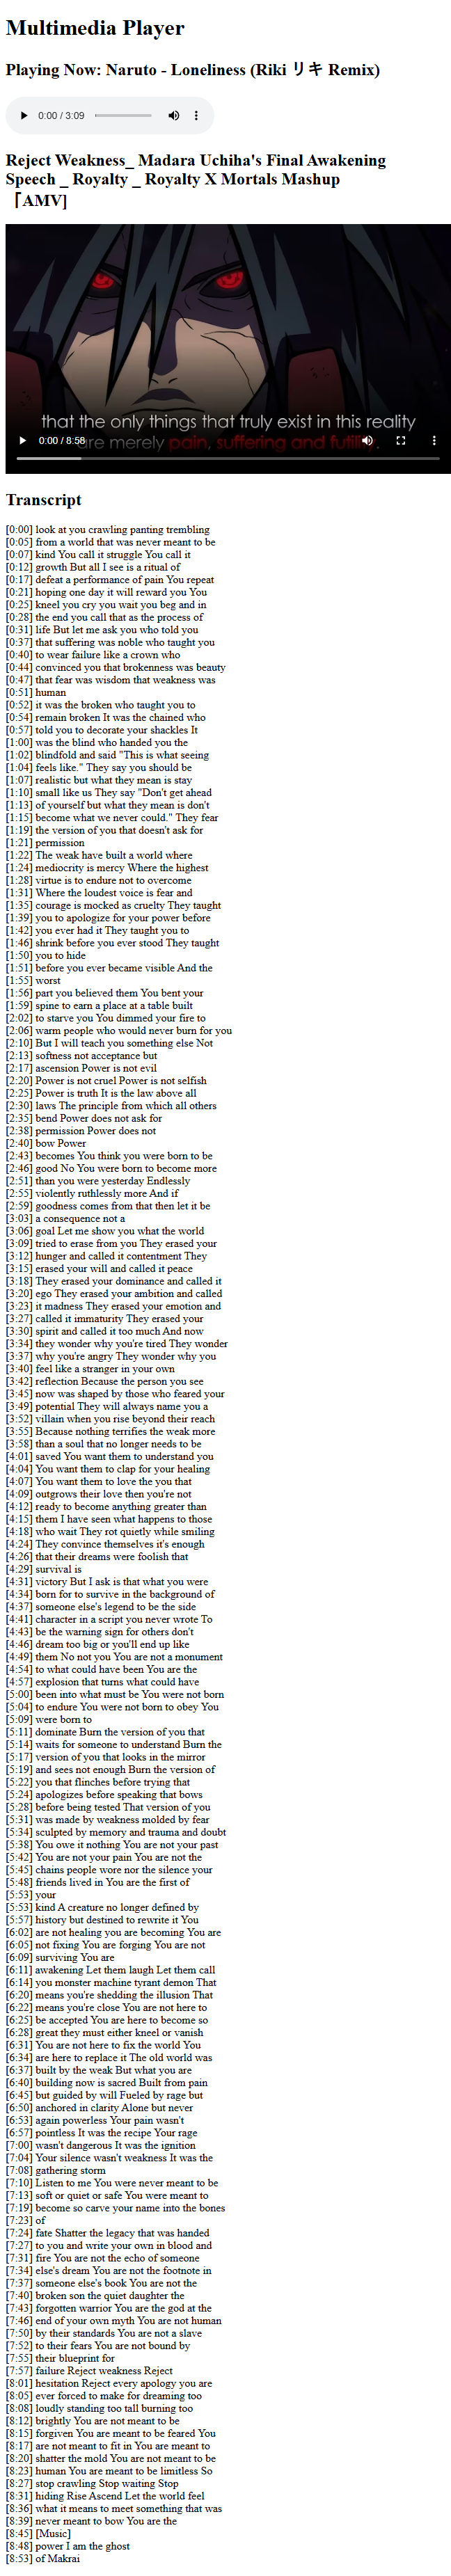 Multimedia Player
Playing Now: Naruto - Loneliness (Riki リキ Remix)
0:00 / 3:09
Reject Weakness_ Madara Uchiha's Final Awakening
Speech _ Royalty _ Royalty X Mortals Mashup
「AMV]
that the only things that truly exist in this reality
are merely pain, suffering and futility.
0:00 / 8:58
Transcript
[0:00] look at you crawling panting trembling
[0:05] from a world that was never meant to be
[0:07] kind You call it struggle You call it
[0:12] growth But all I see is a ritual of
[0:17] defeat a performance of pain You repeat
[0:21] hoping one day it will reward you You
[0:25] kneel you cry you wait you beg and in
[0:28] the end you call that as the process of
[0:31] life But let me ask you who told you
[0:37] that suffering was noble who taught you
[0:40] to wear failure like a crown who
[0:44] convinced you that brokenness was beauty
[0:47] that fear was wisdom that weakness was
[0:51] human
[0:52] it was the broken who taught you to
[0:54] remain broken It was the chained who
[0:57] told you to decorate your shackles It
[1:00] was the blind who handed you the
[1:02] blindfold and said "This is what seeing
[1:04] feels like." They say you should be
[1:07] realistic but what they mean is stay
[1:10] small like us They say "Don't get ahead
[1:13] of yourself but what they mean is don't
[1:15] become what we never could." They fear
[1:19] the version of you that doesn't ask for
[1:21] permission
[1:22] The weak have built a world where
[1:24] mediocrity is mercy Where the highest
[1:28] virtue is to endure not to overcome
[1:31] Where the loudest voice is fear and
[1:35] courage is mocked as cruelty They taught
[1:39] you to apologize for your power before
[1:42] you ever had it They taught you to
[1:46] shrink before you ever stood They taught
[1:50] you to hide
[1:51] before you ever became visible And the
[1:55] worst
[1:56] part you believed them You bent your
[1:59] spine to earn a place at a table built
[2:02] to starve you You dimmed your fire to
[2:06] warm people who would never burn for you
[2:10] But I will teach you something else Not
[2:13] softness not acceptance but
[2:17] ascension Power is not evil
[2:20] Power is not cruel Power is not selfish
[2:25] Power is truth It is the law above all
[2:30] laws The principle from which all others
[2:35] bend Power does not ask for
[2:38] permission Power does not
[2:40] bow Power
[2:43] becomes You think you were born to be
[2:46] good No You were born to become more
[2:51] than you were yesterday Endlessly
[2:55] violently ruthlessly more And if
[2:59] goodness comes from that then let it be
[3:03] a consequence not a
[3:06] goal Let me show you what the world
[3:09] tried to erase from you They erased your
[3:12] hunger and called it contentment They
[3:15] erased your will and called it peace
[3:18] They erased your dominance and called it
[3:20] ego They erased your ambition and called
[3:23] it madness They erased your emotion and
[3:27] called it immaturity They erased your
[3:30] spirit and called it too much And now
[3:34] they wonder why you're tired They wonder
[3:37] why you're angry They wonder why you
[3:40] feel like a stranger in your own
[3:42] reflection Because the person you see
[3:45] now was shaped by those who feared your
[3:49] potential They will always name you a
[3:52] villain when you rise beyond their reach
[3:55] Because nothing terrifies the weak more
[3:58] than a soul that no longer needs to be
[4:01] saved You want them to understand you
[4:04] You want them to clap for your healing
[4:07] You want them to love the you that
[4:09] outgrows their love then you're not
[4:12] ready to become anything greater than
[4:15] them I have seen what happens to those
[4:18] who wait They rot quietly while smiling
[4:24] They convince themselves it's enough
[4:26] that their dreams were foolish that
[4:29] survival is
[4:31] victory But I ask is that what you were
[4:34] born for to survive in the background of
[4:37] someone else's legend to be the side
[4:41] character in a script you never wrote To
[4:43] be the warning sign for others don't
[4:46] dream too big or you'll end up like
[4:49] them No not you You are not a monument
[4:54] to what could have been You are the
[4:57] explosion that turns what could have
[5:00] been into what must be You were not born
[5:04] to endure You were not born to obey You
[5:09] were born to
[5:11] dominate Burn the version of you that
[5:14] waits for someone to understand Burn the
[5:17] version of you that looks in the mirror
[5:19] and sees not enough Burn the version of
[5:22] you that flinches before trying that
[5:24] apologizes before speaking that bows
[5:28] before being tested That version of you
[5:31] was made by weakness molded by fear
[5:34] sculpted by memory and trauma and doubt
[5:38] You owe it nothing You are not your past
[5:42] You are not your pain You are not the
[5:45] chains people wore nor the silence your
[5:48] friends lived in You are the first of
[5:53] your
[5:53] kind A creature no longer defined by
[5:57] history but destined to rewrite it You
[6:02] are not healing you are becoming You are
[6:05] not fixing You are forging You are not
[6:09] surviving You are
[6:11] awakening Let them laugh Let them call
[6:14] you monster machine tyrant demon That
[6:20] means you're shedding the illusion That
[6:22] means you're close You are not here to
[6:25] be accepted You are here to become so
[6:28] great they must either kneel or vanish
[6:31] You are not here to fix the world You
[6:34] are here to replace it The old world was
[6:37] built by the weak But what you are
[6:40] building now is sacred Built from pain
[6:45] but guided by will Fueled by rage but
[6:50] anchored in clarity Alone but never
[6:53] again powerless Your pain wasn't
[6:57] pointless It was the recipe Your rage
[7:00] wasn't dangerous It was the ignition
[7:04] Your silence wasn't weakness It was the
[7:08] gathering storm
[7:10] Listen to me You were never meant to be
[7:13] soft or quiet or safe You were meant to
[7:19] become so carve your name into the bones
[7:23] of
[7:24] fate Shatter the legacy that was handed
[7:27] to you and write your own in blood and
[7:31] fire You are not the echo of someone
[7:34] else's dream You are not the footnote in
[7:37] someone else's book You are not the
[7:40] broken son the quiet daughter the
[7:43] forgotten warrior You are the god at the
[7:46] end of your own myth You are not human
[7:50] by their standards You are not a slave
[7:52] to their fears You are not bound by
[7:55] their blueprint for
[7:57] failure Reject weakness Reject
[8:01] hesitation Reject every apology you are
[8:05] ever forced to make for dreaming too
[8:08] loudly standing too tall burning too
[8:12] brightly You are not meant to be
[8:15] forgiven You are meant to be feared You
[8:17] are not meant to fit in You are meant to
[8:20] shatter the mold You are not meant to be
[8:23] human You are meant to be limitless So
[8:27] stop crawling Stop waiting Stop
[8:31] hiding Rise Ascend Let the world feel
[8:36] what it means to meet something that was
[8:39] never meant to bow You are the
[8:45] [Music]
[8:48] power I am the ghost
[8:53] of Makrai